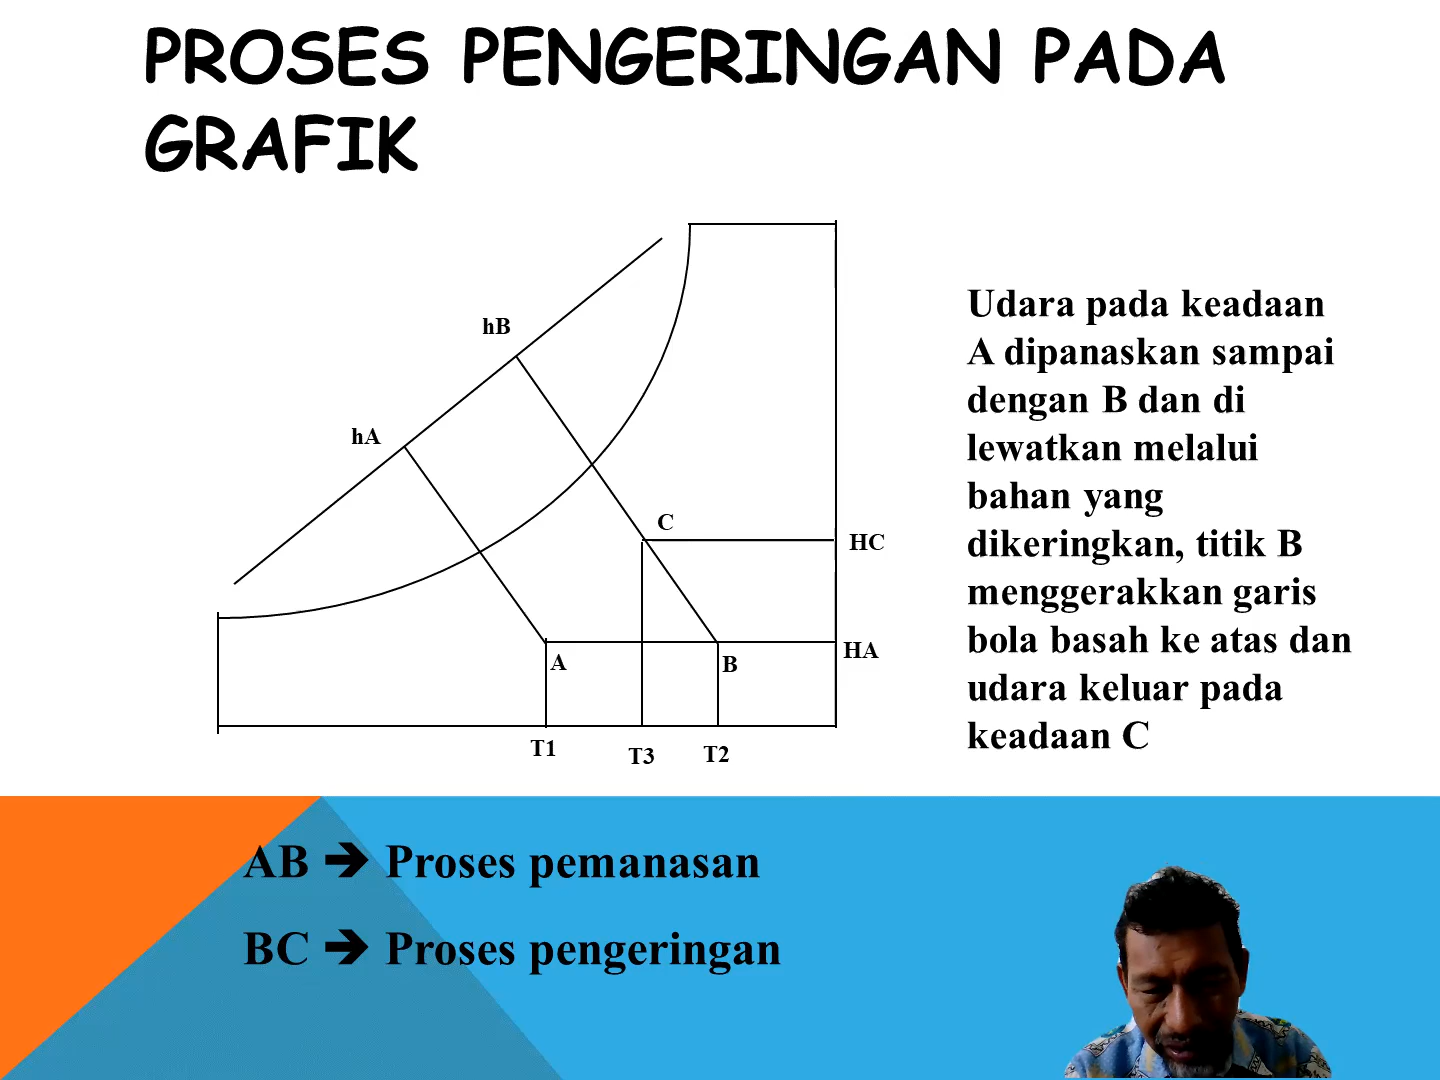 PROSES PENGERINGAN PADA
GRAFIK
hB
hA
C
HC
A
B
HA
T1
T3
T2
Udara pada keadaan
A dipanaskan sampai
dengan B dan di
lewatkan melalui
bahan yang
dikeringkan, titik B
menggerakkan garis
bola basah ke atas dan
udara keluar pada
keadaan C
AB ➔ Proses pemanasan
BC ➔ Proses pengeringan